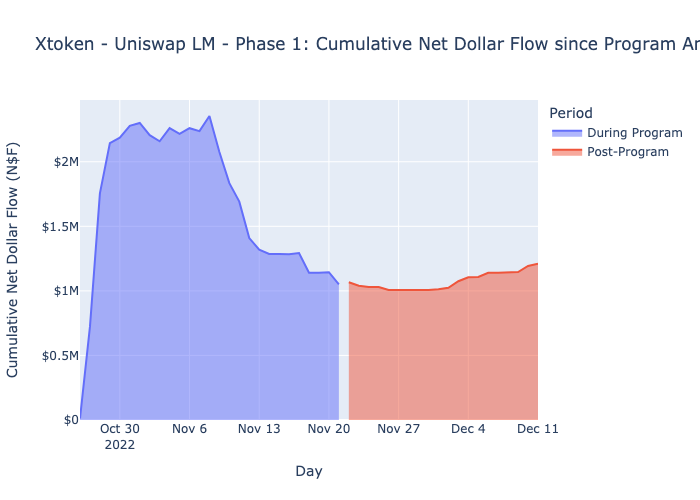 Xtoken - Uniswap LM - Phase 1: Cumulative Net Dollar Flow since Program
Period
During Program
Post-Program
Cumulative Net Dollar Flow (N$F)
$2M
$1.5M
$1M
$0.5M
$0
Oct 30
2022
Nov 6
Nov 13
Nov 20
Nov 27
Dec 4
Dec 11
Day